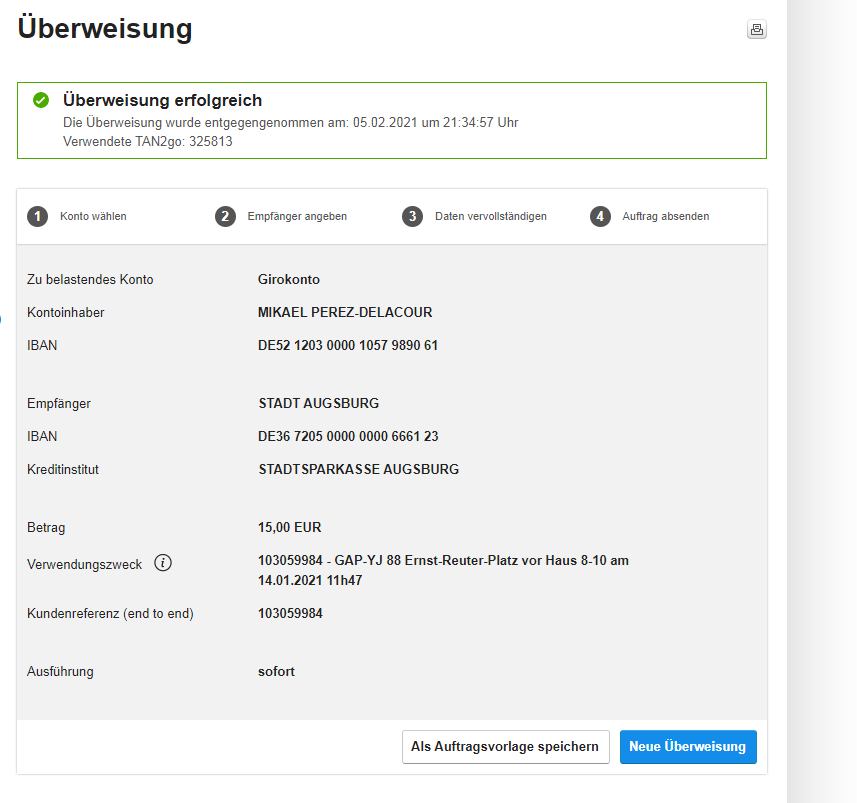 Überweisung
Überweisung erfolgreich
Die Überweisung wurde entgegengenommen am: 05.02.2021 um 21:34:57 Uhr
Verwendete TAN2go: 325813
1 Konto wählen 2 Empfänger angeben 3 Daten vervollständigen 4 Auftrag absenden
Zu belastendes Konto Girokonto
Kontoinhaber MIKAEL PEREZ-DELACOUR
IBAN DE52 1203 0000 1057 9890 61
Empfänger STADT AUGSBURG
IBAN DE36 7205 0000 0000 6661 23
Kreditinstitut STADTSPARKASSE AUGSBURG
Betrag 15,00 EUR
Verwendungszweck i 103059984 - GAP-YJ 88 Ernst-Reuter-Platz vor Haus 8-10 am
14.01.2021 11h47
Kundenreferenz (end to end) 103059984
Ausführung sofort
Als Auftragsvorlage speichern Neue Überweisung